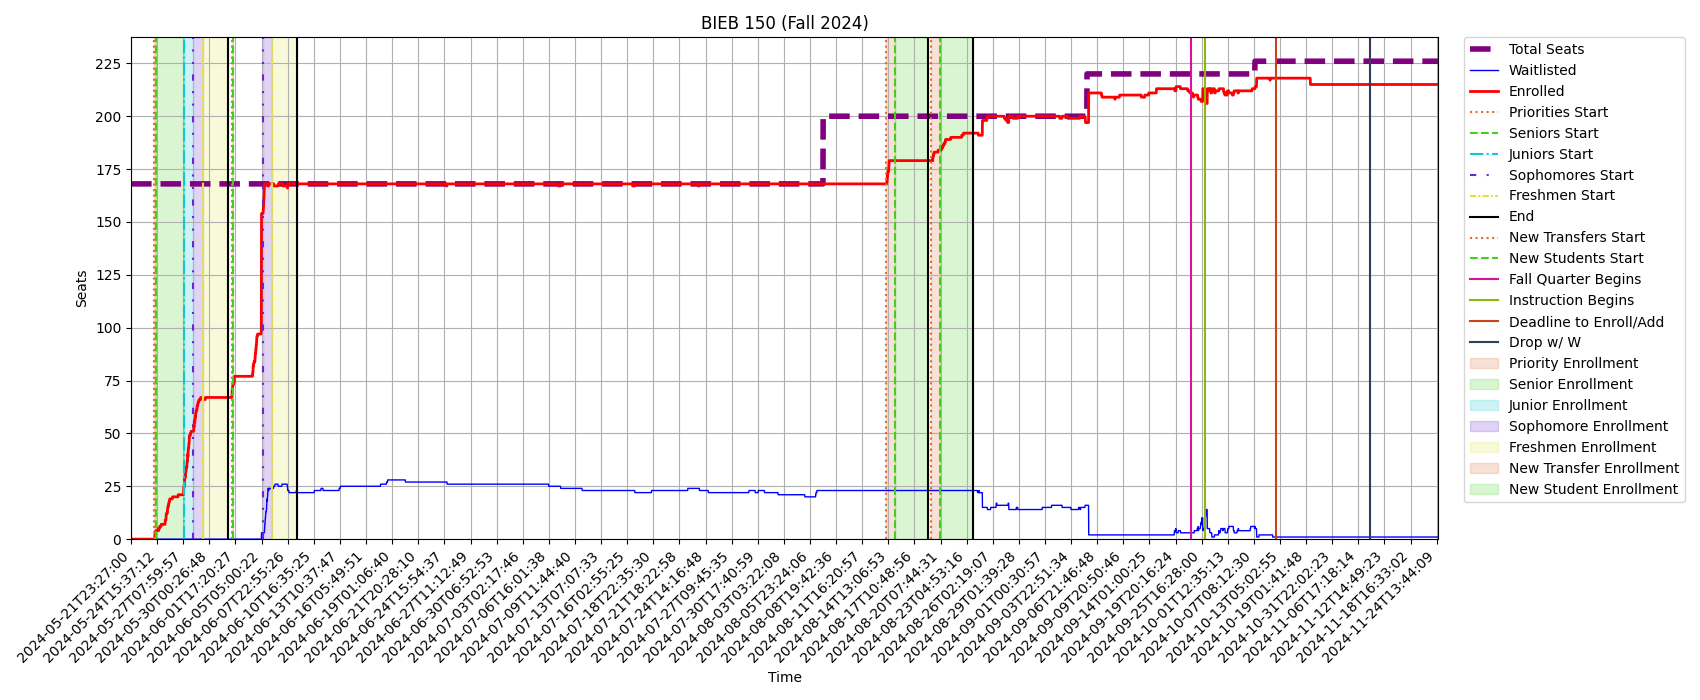 BIEB 150 (Fall 2024)
Seats
225
200
175
150
125
100
75
50
25
0
2024-05-21T23:27:00
2024-05-24T15:37:12
2024-05-27T07:59:57
2024-05-30T00:26:48
2024-06-01T17:20:27
2024-06-05T05:00:22
2024-06-07T22:55:26
2024-06-10T16:35:25
2024-06-13T10:37:47
2024-06-16T05:49:51
2024-06-19T01:06:40
2024-06-21T20:28:10
2024-06-24T15:54:37
2024-06-27T11:12:49
2024-06-30T06:52:53
2024-07-03T02:17:46
2024-07-06T16:01:38
2024-07-09T11:44:40
2024-07-13T07:07:33
2024-07-16T02:55:25
2024-07-18T22:35:30
2024-07-21T18:22:58
2024-07-24T14:16:48
2024-07-27T09:45:35
2024-07-30T17:40:59
2024-08-03T03:22:08
2024-08-05T23:24:06
2024-08-08T19:42:36
2024-08-11T16:20:57
2024-08-14T13:06:53
2024-08-17T10:48:56
2024-08-20T07:44:31
2024-08-23T04:53:16
2024-08-26T02:19:07
2024-08-29T01:39:28
2024-09-01T00:30:57
2024-09-03T22:51:34
2024-09-06T21:46:48
2024-09-09T20:50:46
2024-09-14T01:00:25
2024-09-19T20:16:24
2024-09-25T16:28:00
2024-10-01T12:35:13
2024-10-07T08:12:30
2024-10-13T05:02:55
2024-10-19T01:41:48
2024-10-31T22:02:23
2024-11-06T17:18:14
2024-11-12T14:49:23
2024-11-18T16:33:02
2024-11-24T13:44:09
Time
Total Seats
Waitlisted
Enrolled
Priorities Start
Seniors Start
Juniors Start
Sophomores Start
Freshmen Start
End
New Transfers Start
New Students Start
Fall Quarter Begins
Instruction Begins
Deadline to Enroll/Add
Drop w/ W
Priority Enrollment
Senior Enrollment
Junior Enrollment
Sophomore Enrollment
Freshmen Enrollment
New Transfer Enrollment
New Student Enrollment